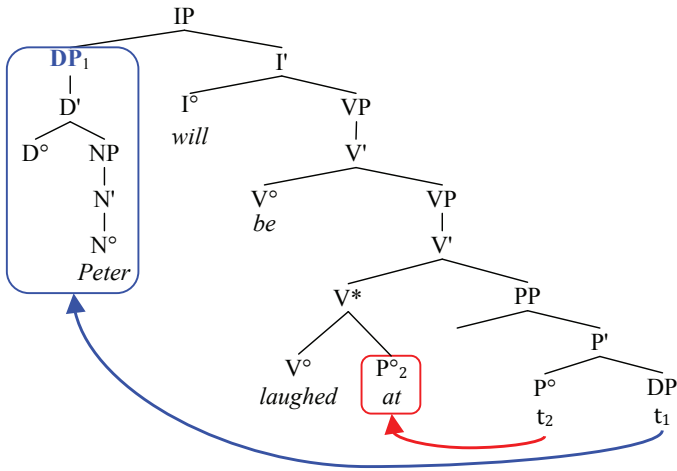 IP
DP₁ I'
D' I° VP
will
D° NP V'
N' V° VP
be
N° V'
Peter
V* PP
P'
V° P°₂ P° DP
laughed at t₂ t₁